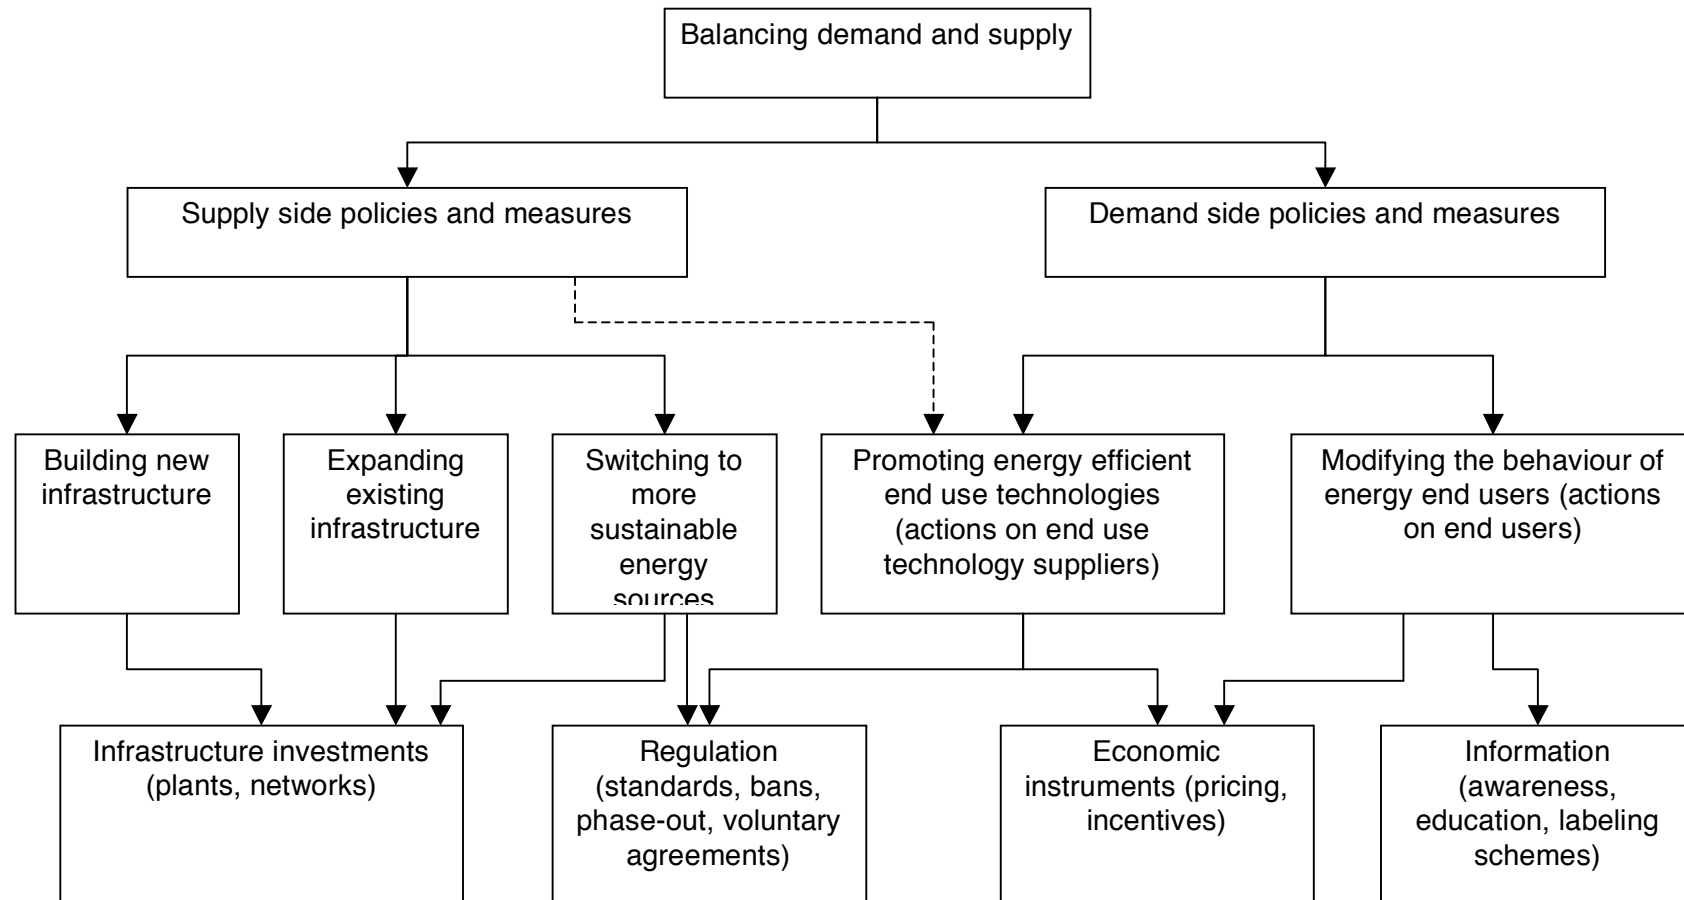 Balancing demand and supply
Supply side policies and measures
Demand side policies and measures
Building new
infrastructure
Expanding
existing
infrastructure
Switching to
more
sustainable
energy
sources
Promoting energy efficient
end use technologies
(actions on end use
technology suppliers)
Modifying the behaviour of
energy end users (actions
on end users)
Infrastructure investments
(plants, networks)
Regulation
(standards, bans,
phase-out, voluntary
agreements)
Economic
instruments (pricing,
incentives)
Information
(awareness,
education, labeling
schemes)